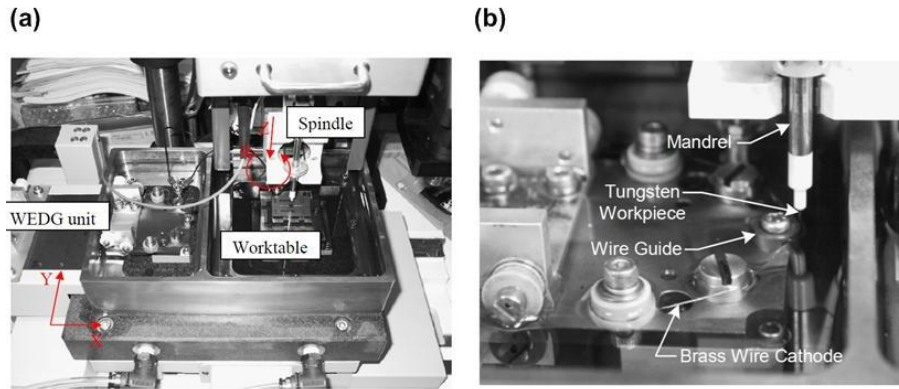 (a)
(b)
Z
Spindle
WEDG unit
Worktable
Y
X
Mandrel
Tungsten
Workpiece
Wire Guide
Brass Wire Cathode